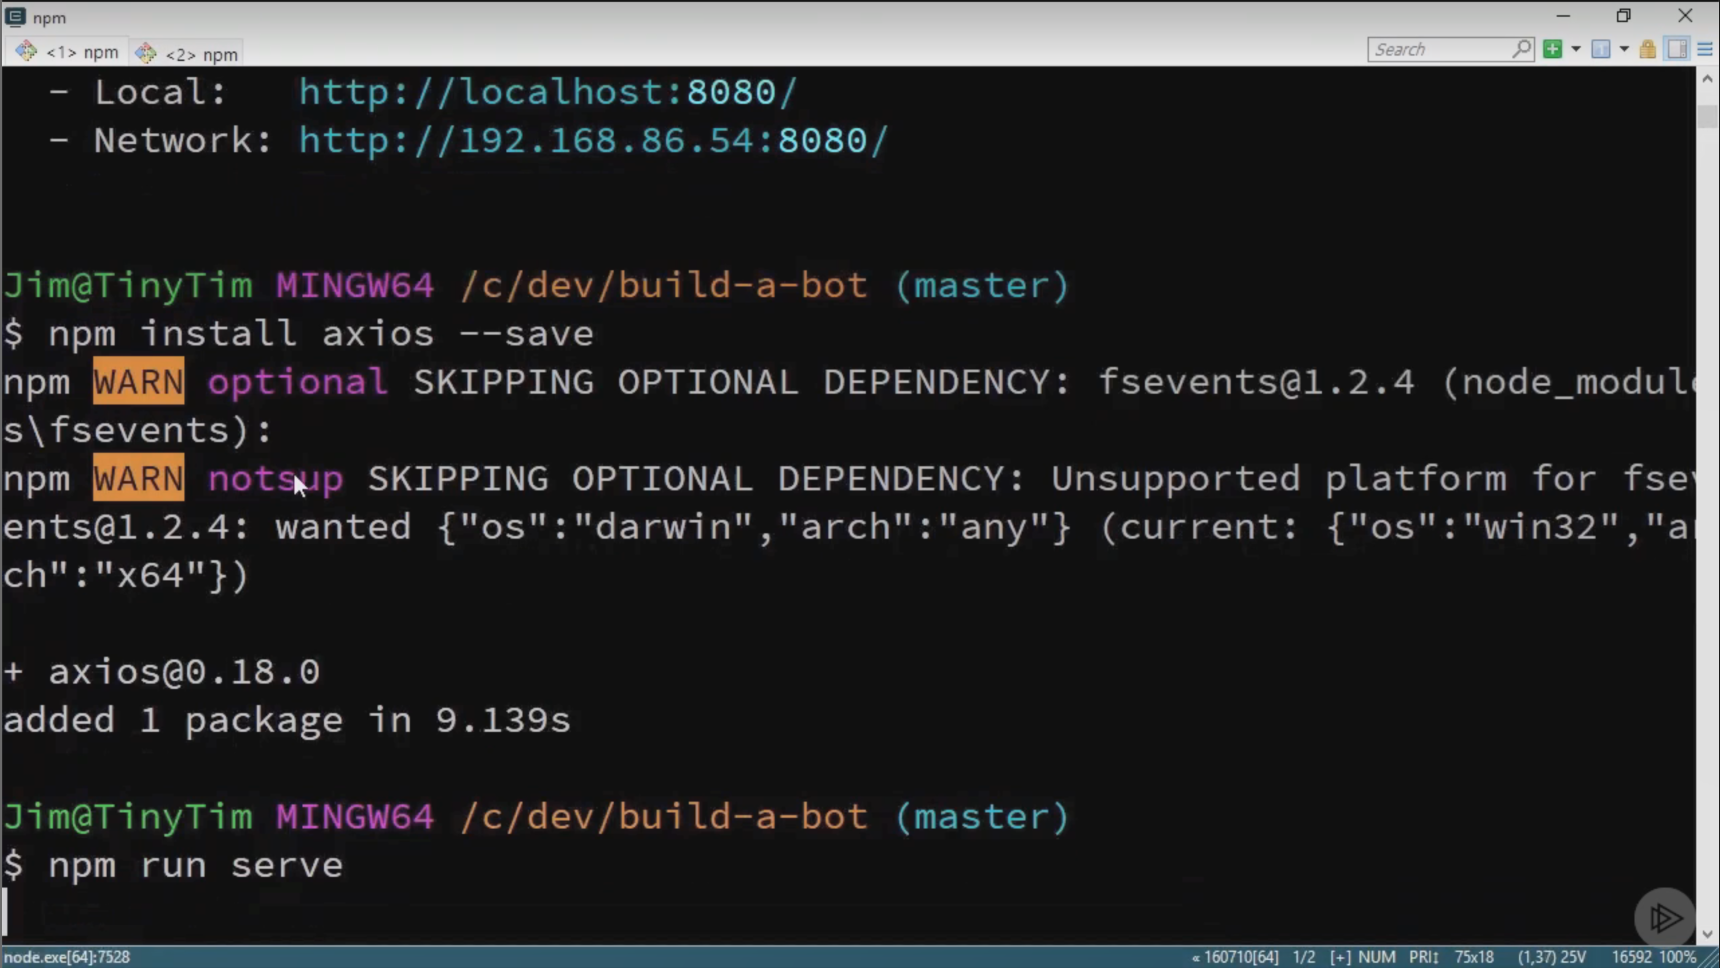 npm
<1> npm
<2> npm
Search
- Local:   http://localhost:8080/
- Network: http://192.168.86.54:8080/
Jim@TinyTim MINGW64 /c/dev/build-a-bot (master)
$ npm install axios --save
npm WARN optional SKIPPING OPTIONAL DEPENDENCY: fsevents@1.2.4 (node_module
s\fsevents):
npm WARN notsup SKIPPING OPTIONAL DEPENDENCY: Unsupported platform for fsev
ents@1.2.4: wanted {"os":"darwin","arch":"any"} (current: {"os":"win32","ar
ch":"x64"})
+ axios@0.18.0
added 1 package in 9.139s
Jim@TinyTim MINGW64 /c/dev/build-a-bot (master)
$ npm run serve
node.exe[64]:7528
« 160710[64] 1/2 [+] NUM PRI↕ 75x18 (1,37) 25V 16592 100%